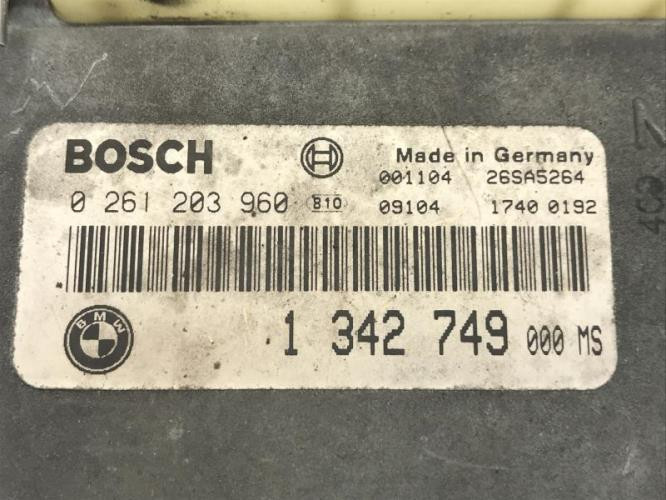 BOSCH Made in Germany
001104 26SA5264
0 261 203 960 B10 09104 1740 0192
BMW 1 342 749 000 MS